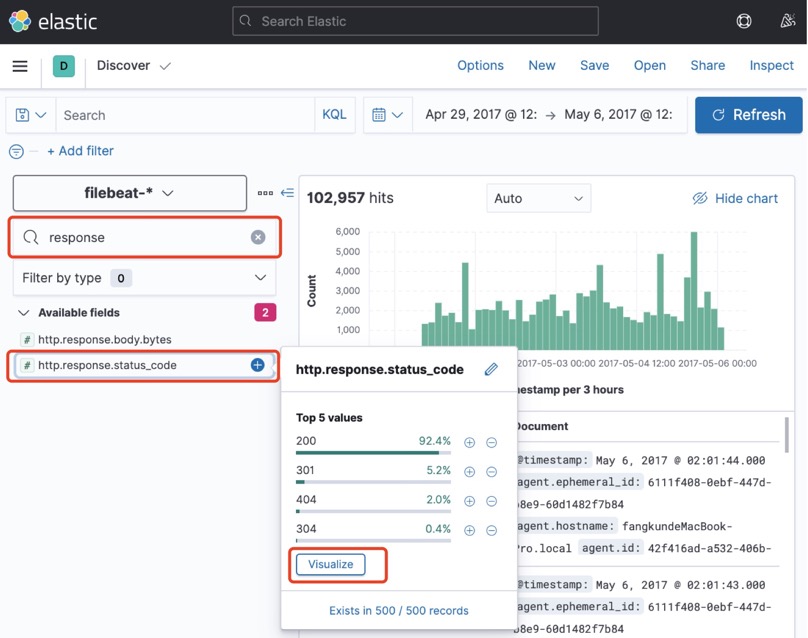 elastic
Search Elastic
D
Discover
Options
New
Save
Open
Share
Inspect
Search
KQL
Apr 29, 2017 @ 12: → May 6, 2017 @ 12:
Refresh
+ Add filter
filebeat-*
102,957 hits
Auto
Hide chart
response
Filter by type 0
Available fields 2
# http.response.body.bytes
# http.response.status_code
Count
6,000
5,000
4,000
3,000
2,000
1,000
2017-05-03 00:00 2017-05-04 12:00 2017-05-06 00:00
estamp per 3 hours
http.response.status_code
Top 5 values
200 92.4%
301 5.2%
404 2.0%
304 0.4%
Visualize
Exists in 500 / 500 records
Document
@timestamp: May 6, 2017 @ 02:01:44.000
agent.ephemeral_id: 6111f408-0ebf-447d-
b8e9-60d1482f7b84
agent.hostname: fangkundeMacBook-
Pro.local agent.id: 42f416ad-a532-406b-
@timestamp: May 6, 2017 @ 02:01:43.000
agent.ephemeral_id: 6111f408-0ebf-447d-
b8e9-60d1482f7b84